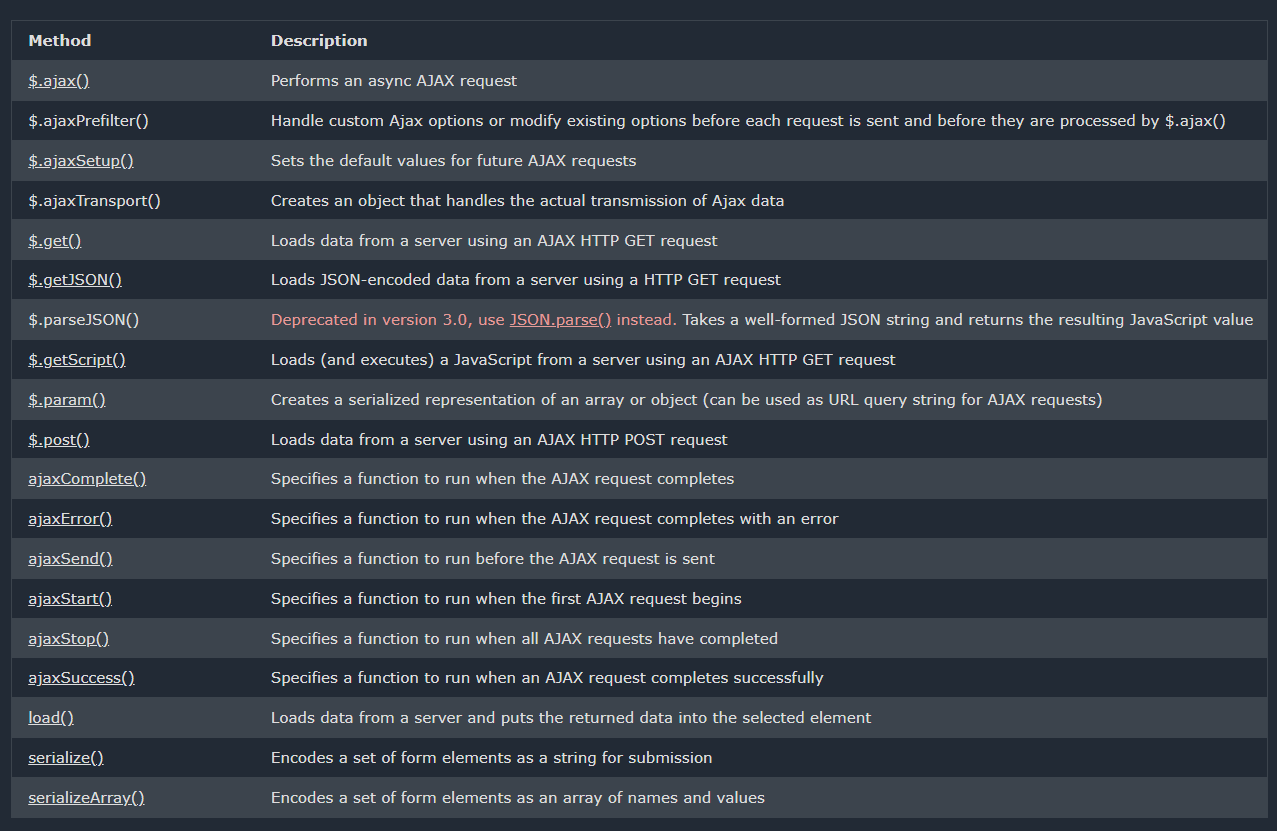 Method Description
$.ajax() Performs an async AJAX request
$.ajaxPrefilter() Handle custom Ajax options or modify existing options before each request is sent and before they are processed by $.ajax()
$.ajaxSetup() Sets the default values for future AJAX requests
$.ajaxTransport() Creates an object that handles the actual transmission of Ajax data
$.get() Loads data from a server using an AJAX HTTP GET request
$.getJSON() Loads JSON-encoded data from a server using a HTTP GET request
$.parseJSON() Deprecated in version 3.0, use JSON.parse() instead. Takes a well-formed JSON string and returns the resulting JavaScript value
$.getScript() Loads (and executes) a JavaScript from a server using an AJAX HTTP GET request
$.param() Creates a serialized representation of an array or object (can be used as URL query string for AJAX requests)
$.post() Loads data from a server using an AJAX HTTP POST request
ajaxComplete() Specifies a function to run when the AJAX request completes
ajaxError() Specifies a function to run when the AJAX request completes with an error
ajaxSend() Specifies a function to run before the AJAX request is sent
ajaxStart() Specifies a function to run when the first AJAX request begins
ajaxStop() Specifies a function to run when all AJAX requests have completed
ajaxSuccess() Specifies a function to run when an AJAX request completes successfully
load() Loads data from a server and puts the returned data into the selected element
serialize() Encodes a set of form elements as a string for submission
serializeArray() Encodes a set of form elements as an array of names and values